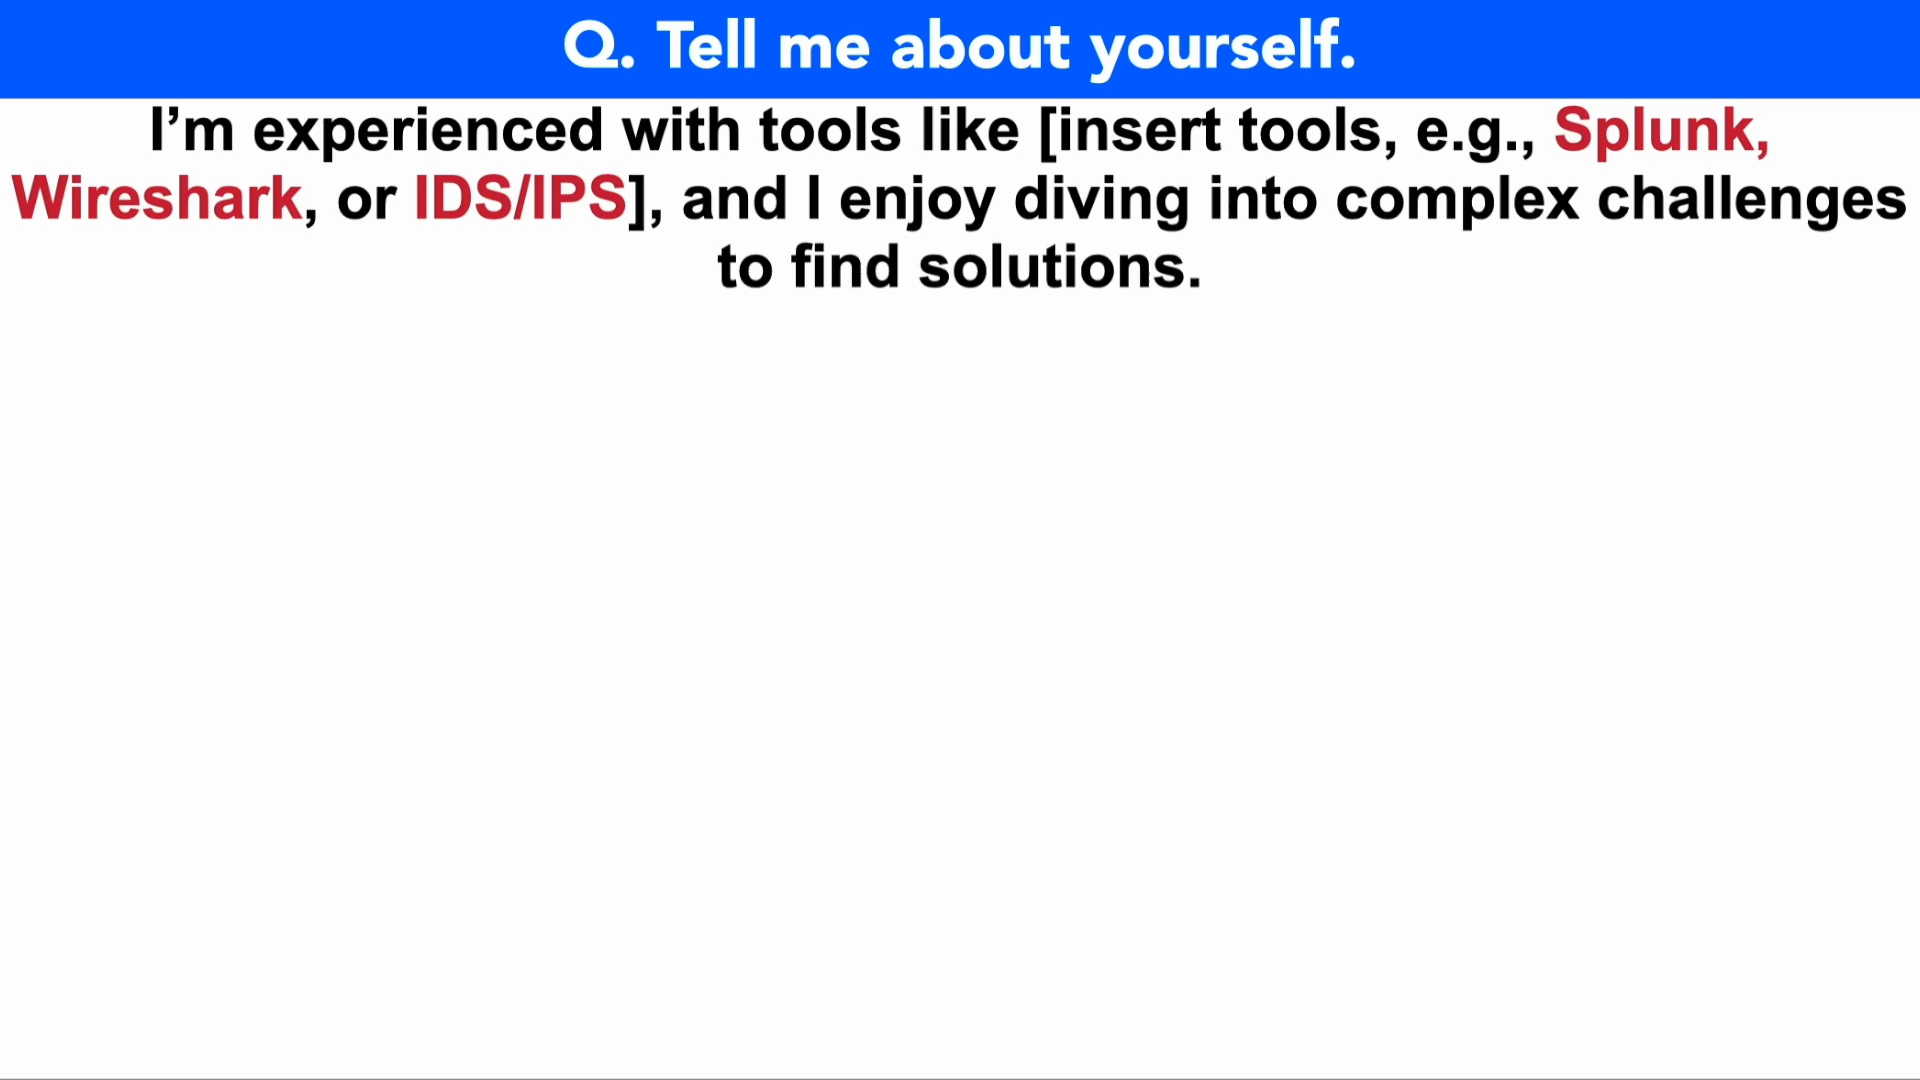 Q. Tell me about yourself.
I’m experienced with tools like [insert tools, e.g., Splunk,
Wireshark, or IDS/IPS], and I enjoy diving into complex challenges
to find solutions.